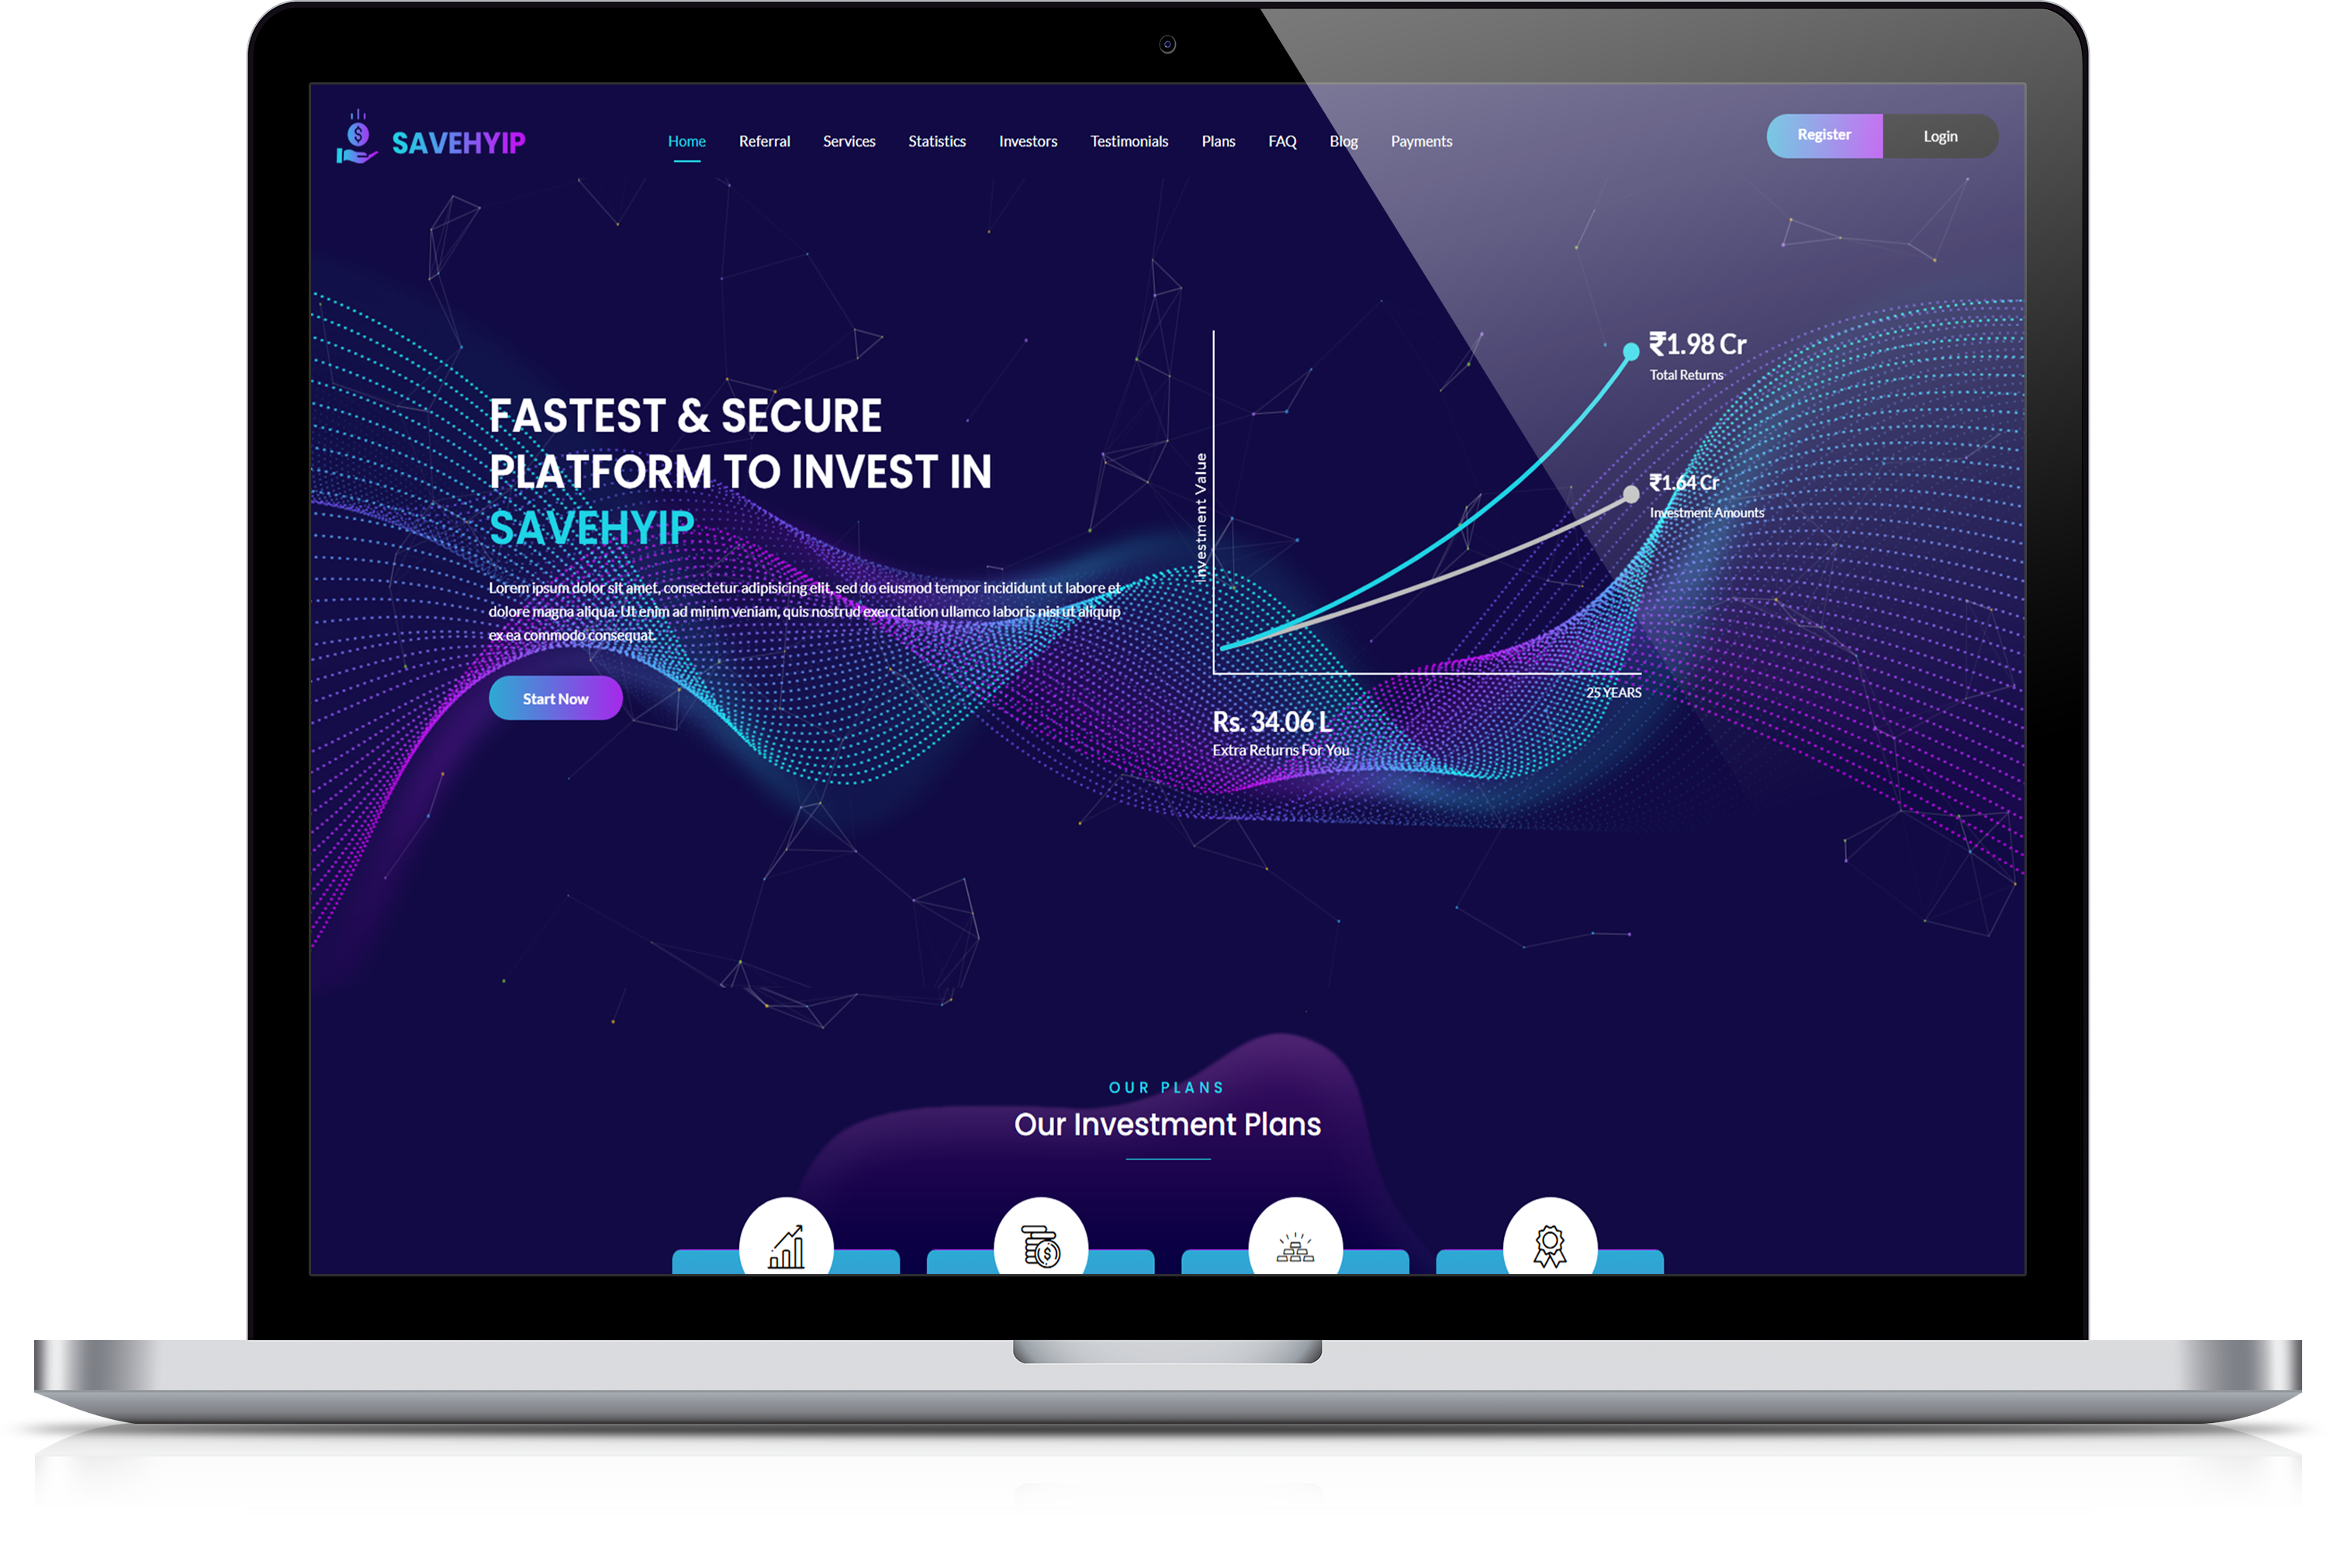 SAVEHYIP
Home Referral Services Statistics Investors Testimonials Plans FAQ Blog Payments
Register Login
FASTEST & SECURE
PLATFORM TO INVEST IN
SAVEHYIP
Lorem ipsum dolor sit amet, consectetur adipisicing elit, sed do eiusmod tempor incididunt ut labore et
dolore magna aliqua. Ut enim ad minim veniam, quis nostrud exercitation ullamco laboris nisi ut aliquip
ex ea commodo consequat.
Start Now
Investment Value
₹1.98 Cr
Total Returns
₹1.64 Cr
Investment Amounts
25 YEARS
Rs. 34.06 L
Extra Returns For You
OUR PLANS
Our Investment Plans